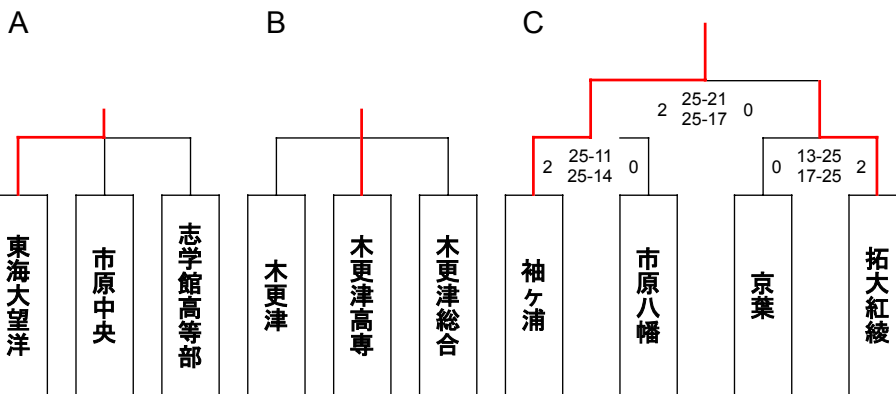 A
B
C
25-21
2 0
25-17
25-11
2 0
25-14
13-25
0 2
17-25
東海大望洋
市原中央
志学館高等部
木更津
木更津高専
木更津総合
袖ヶ浦
市原八幡
京葉
拓大紅綾